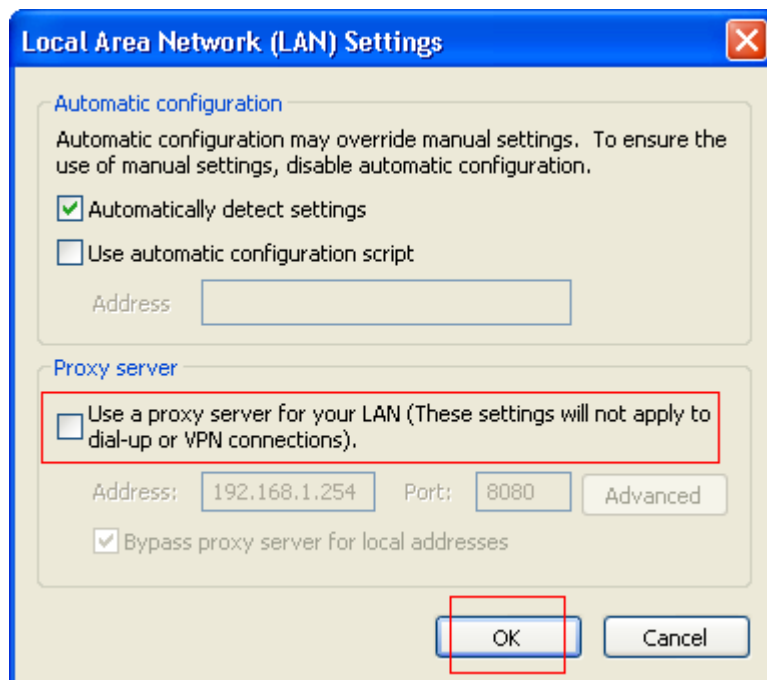 Local Area Network (LAN) Settings
Automatic configuration
Automatic configuration may override manual settings.  To ensure the
use of manual settings, disable automatic configuration.
Automatically detect settings
Use automatic configuration script
Address
Proxy server
Use a proxy server for your LAN (These settings will not apply to
dial-up or VPN connections).
Address: 192.168.1.254 Port: 8080 Advanced
Bypass proxy server for local addresses
OK Cancel